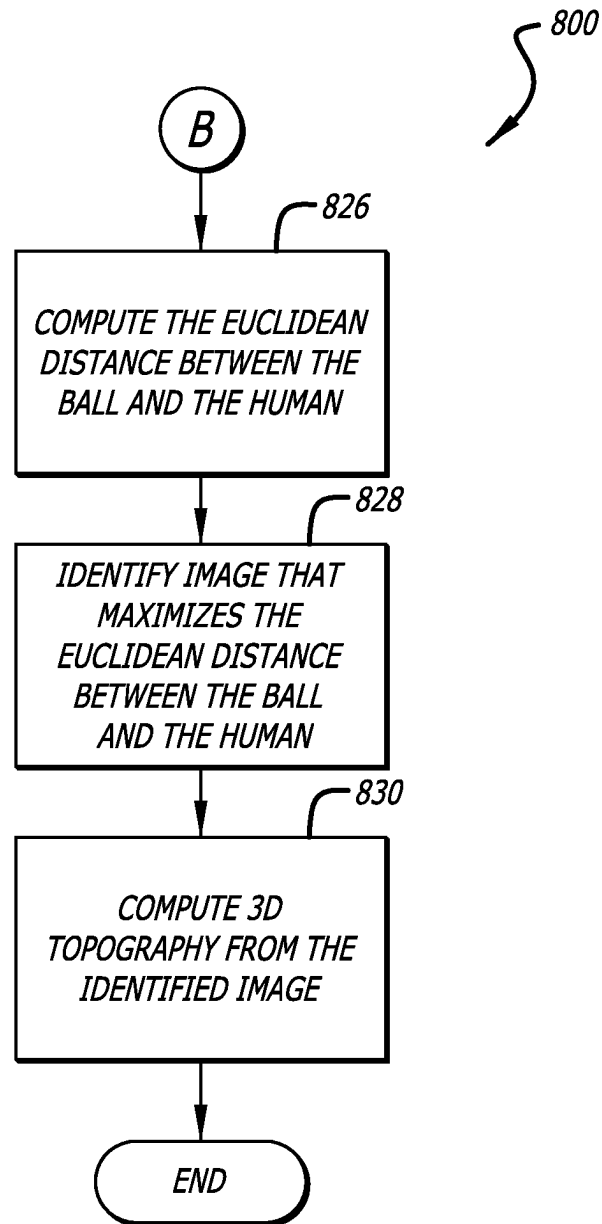 800
B
826
COMPUTE THE EUCLIDEAN
DISTANCE BETWEEN THE
BALL AND THE HUMAN
828
IDENTIFY IMAGE THAT
MAXIMIZES THE
EUCLIDEAN DISTANCE
BETWEEN THE BALL
AND THE HUMAN
830
COMPUTE 3D
TOPOGRAPHY FROM THE
IDENTIFIED IMAGE
END